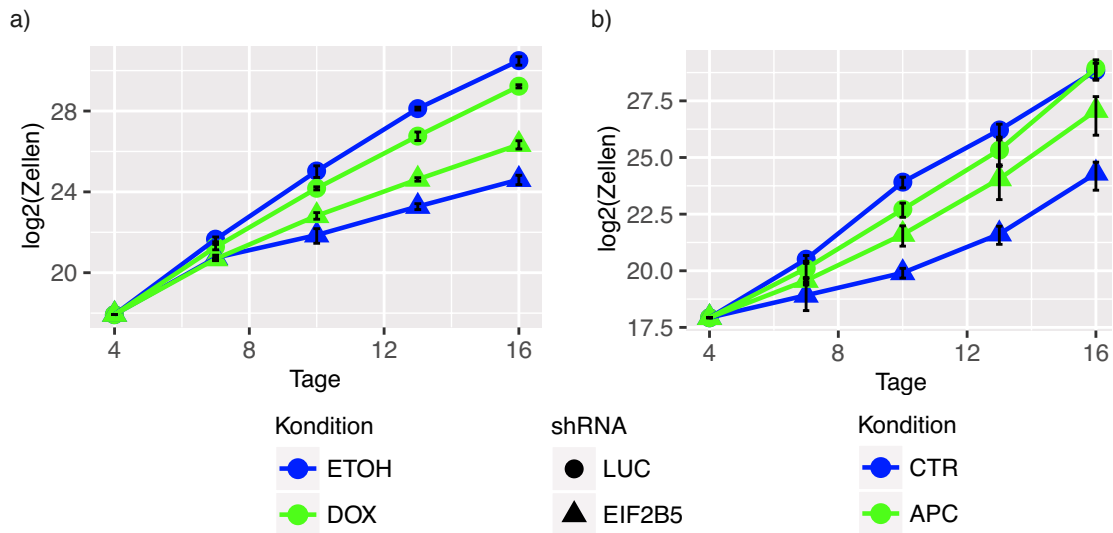 a)
b)
log2(Zellen)
28
24
20
4
8
12
16
Tage
log2(Zellen)
27.5
25.0
22.5
20.0
17.5
4
8
12
16
Tage
Kondition
ETOH
DOX
shRNA
LUC
EIF2B5
Kondition
CTR
APC